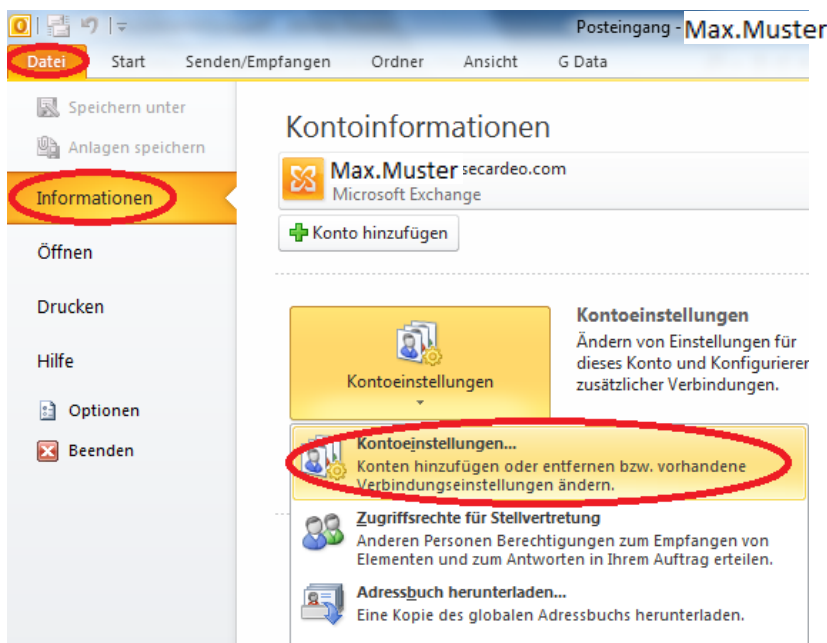 Posteingang - Max.Muster
Datei Start Senden/Empfangen Ordner Ansicht G Data
Speichern unter
Anlagen speichern
Informationen
Öffnen
Drucken
Hilfe
Optionen
Beenden
Kontoinformationen
Max.Muster secardeo.com
Microsoft Exchange
Konto hinzufügen
Kontoeinstellungen
Kontoeinstellungen
Ändern von Einstellungen für
dieses Konto und Konfigurieren
zusätzlicher Verbindungen.
Kontoeinstellungen...
Konten hinzufügen oder entfernen bzw. vorhandene
Verbindungseinstellungen ändern.
Zugriffsrechte für Stellvertretung
Anderen Personen Berechtigungen zum Empfangen von
Elementen und zum Antworten in Ihrem Auftrag erteilen.
Adressbuch herunterladen...
Eine Kopie des globalen Adressbuchs herunterladen.